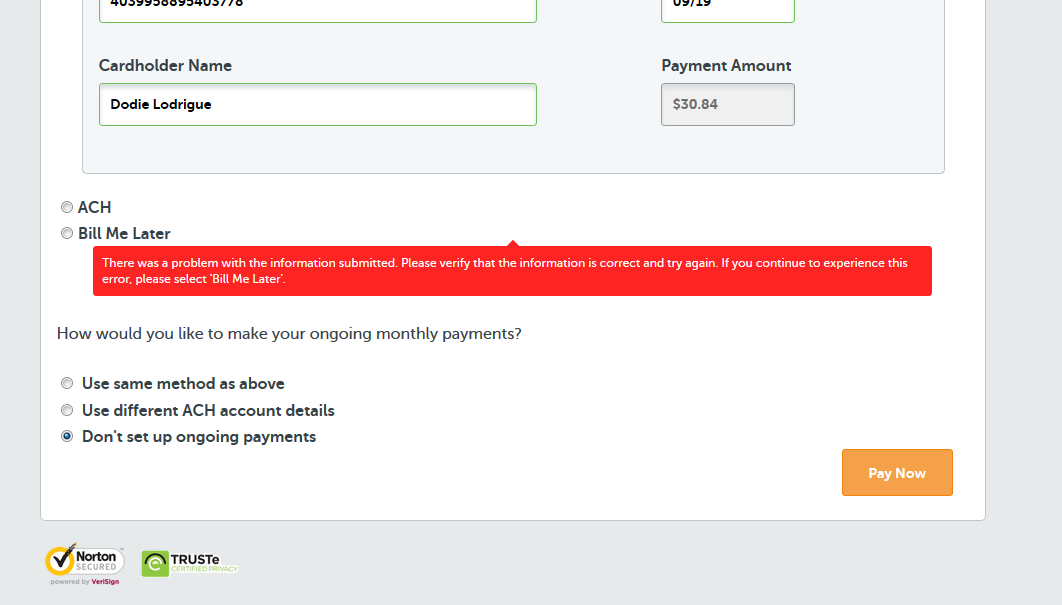 4039958895403778 09/19
Cardholder Name Payment Amount
Dodie Lodrigue $30.84
ACH
Bill Me Later
There was a problem with the information submitted. Please verify that the information is correct and try again. If you continue to experience this
error, please select 'Bill Me Later'.
How would you like to make your ongoing monthly payments?
Use same method as above
Use different ACH account details
Don't set up ongoing payments
Pay Now
Norton
SECURED
powered by VeriSign
TRUSTe
CERTIFIED PRIVACY